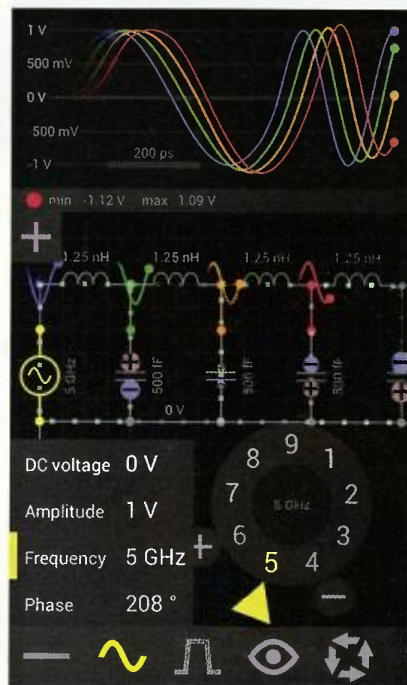 1 V
500 mV
0 V
-500 mV
-1 V
200 ps
min -1.12 V max 1.09 V
1.25 nH 1.25 nH 1.25 nH 1.25 nH
5 GHz 500 fF 500 fF 500 fF
0 V
DC voltage 0 V
Amplitude 1 V
Frequency 5 GHz
Phase 208 °
9
8 1
7 2
6 3
5 4
5 GHz